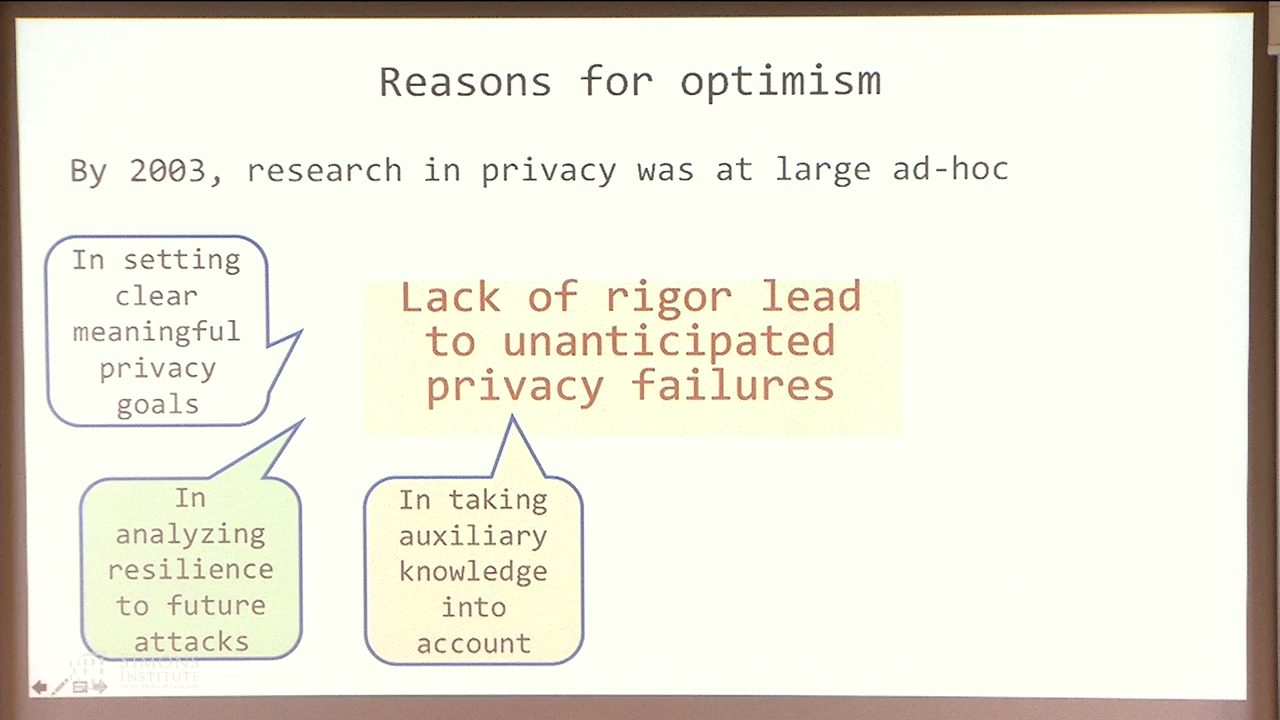 Reasons for optimism
By 2003, research in privacy was at large ad-hoc
In setting
clear
meaningful
privacy
goals
Lack of rigor lead
to unanticipated
privacy failures
In
analyzing
resilience
to future
attacks
In taking
auxiliary
knowledge
into
account
SIMONS
INSTITUTE